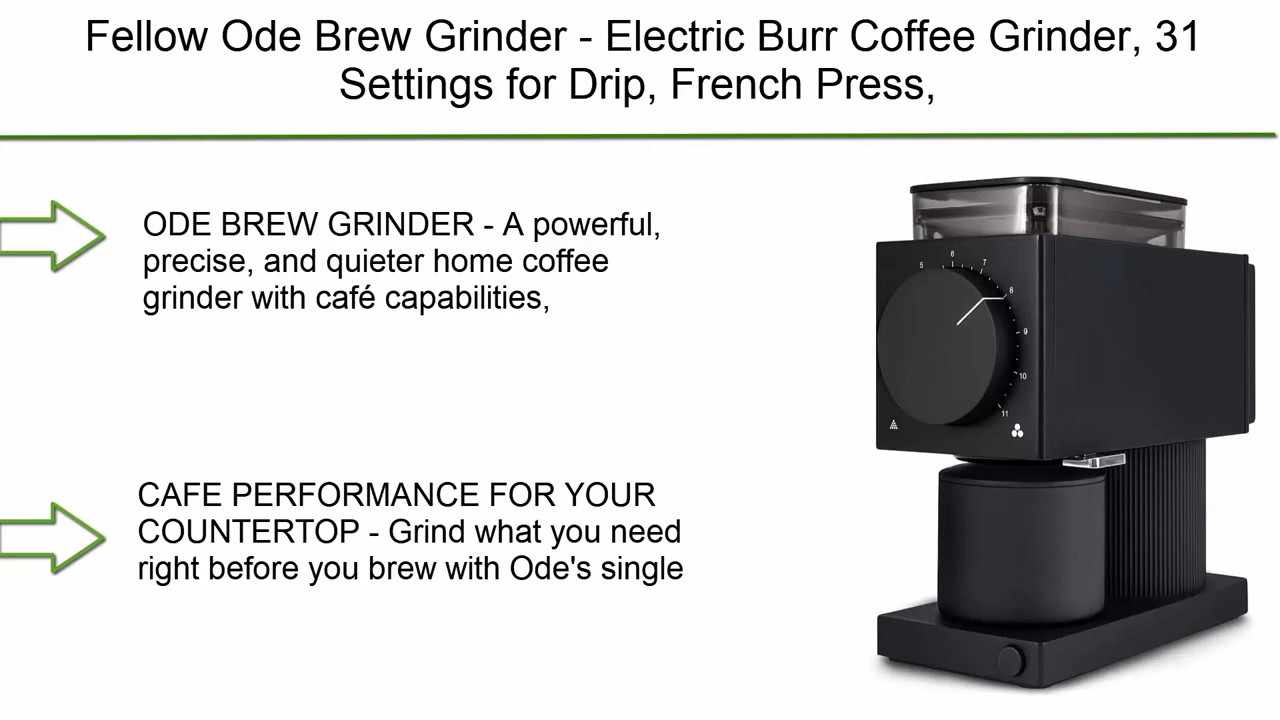 Fellow Ode Brew Grinder - Electric Burr Coffee Grinder, 31
Settings for Drip, French Press,
ODE BREW GRINDER - A powerful,
precise, and quieter home coffee
grinder with café capabilities,
CAFE PERFORMANCE FOR YOUR
COUNTERTOP - Grind what you need
right before you brew with Ode's single
5
6
7
8
9
10
11